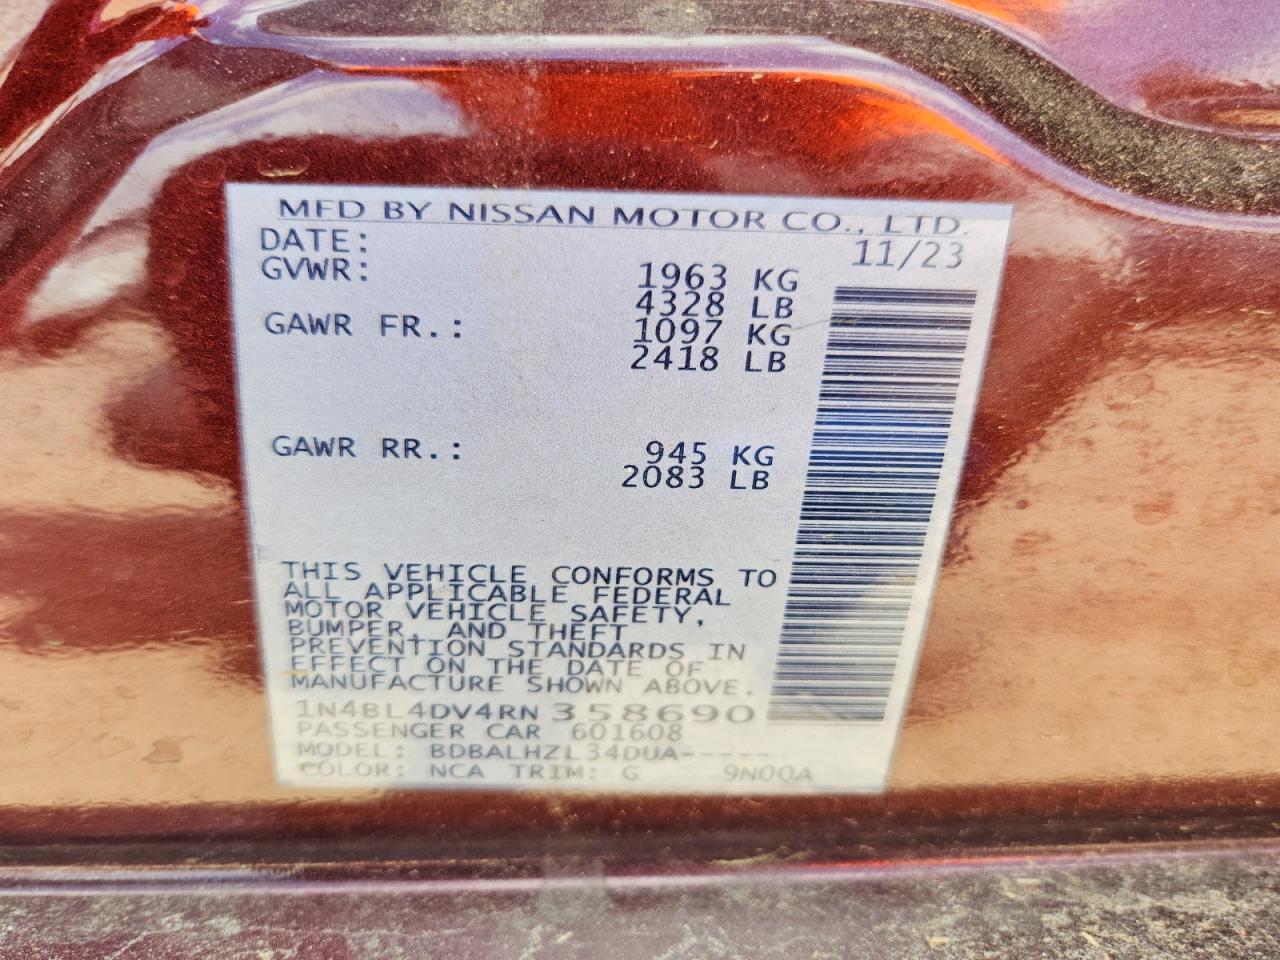 MFD BY NISSAN MOTOR CO., LTD.
DATE: 11/23
GVWR: 1963 KG
4328 LB
GAWR FR.: 1097 KG
2418 LB
GAWR RR.: 945 KG
2083 LB
THIS VEHICLE CONFORMS TO
ALL APPLICABLE FEDERAL
MOTOR VEHICLE SAFETY,
BUMPER, AND THEFT
PREVENTION STANDARDS IN
EFFECT ON THE DATE OF
MANUFACTURE SHOWN ABOVE.
1N4BL4DV4RN358690
PASSENGER CAR 601608
MODEL: BDBALHZL34DUA-----
COLOR: NCA TRIM: G 9N00A